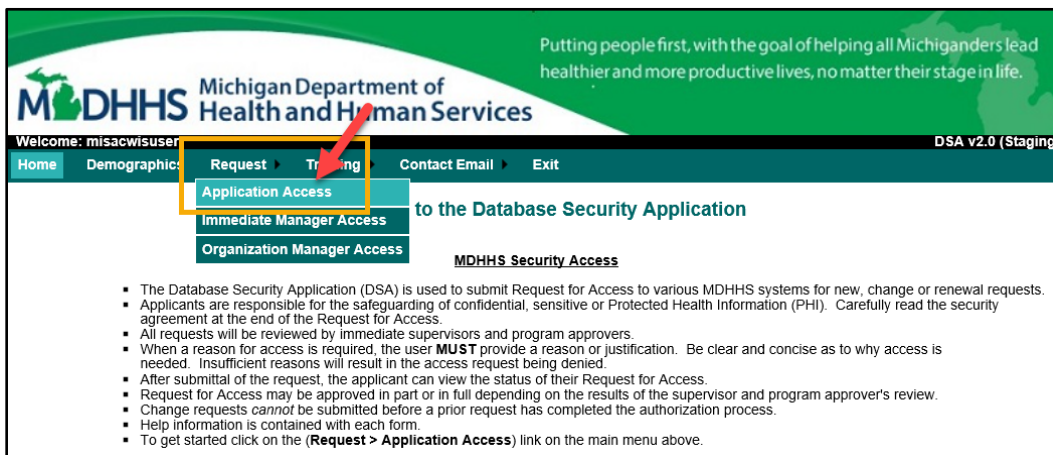 Putting people first, with the goal of helping all Michiganders lead
healthier and more productive lives, no matter their stage in life.
MDHHS Michigan Department of
Health and Human Services
Welcome: misacwisuser
DSA v2.0 (Staging
Home Demographics Request Tracking Contact Email Exit
Application Access
Immediate Manager Access
Organization Manager Access
to the Database Security Application
MDHHS Security Access
▪ The Database Security Application (DSA) is used to submit Request for Access to various MDHHS systems for new, change or renewal requests.
▪ Applicants are responsible for the safeguarding of confidential, sensitive or Protected Health Information (PHI). Carefully read the security
agreement at the end of the Request for Access.
▪ All requests will be reviewed by immediate supervisors and program approvers.
▪ When a reason for access is required, the user MUST provide a reason or justification. Be clear and concise as to why access is
needed. Insufficient reasons will result in the access request being denied.
▪ After submittal of the request, the applicant can view the status of their Request for Access.
▪ Request for Access may be approved in part or in full depending on the results of the supervisor and program approver's review.
▪ Change requests cannot be submitted before a prior request has completed the authorization process.
▪ Help information is contained with each form.
▪ To get started click on the (Request > Application Access) link on the main menu above.